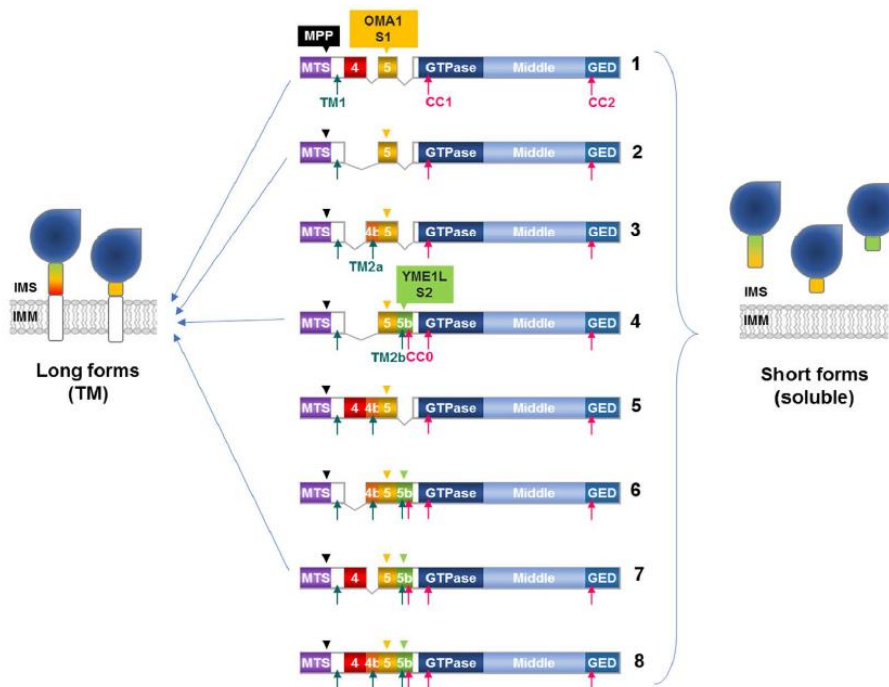 OMA1
S1
MPP
MTS 4 5 GTPase Middle GED 1
TM1 CC1 CC2
MTS 5 GTPase Middle GED 2
MTS 4b 5 GTPase Middle GED 3
TM2a
YME1L
S2
MTS 5 5b GTPase Middle GED 4
TM2b CC0
MTS 4 4b 5 GTPase Middle GED 5
MTS 4b 5 5b GTPase Middle GED 6
MTS 4 5 5b GTPase Middle GED 7
MTS 4 4b 5 5b GTPase Middle GED 8
IMS
IMM
Long forms
(TM)
IMS
IMM
Short forms
(soluble)